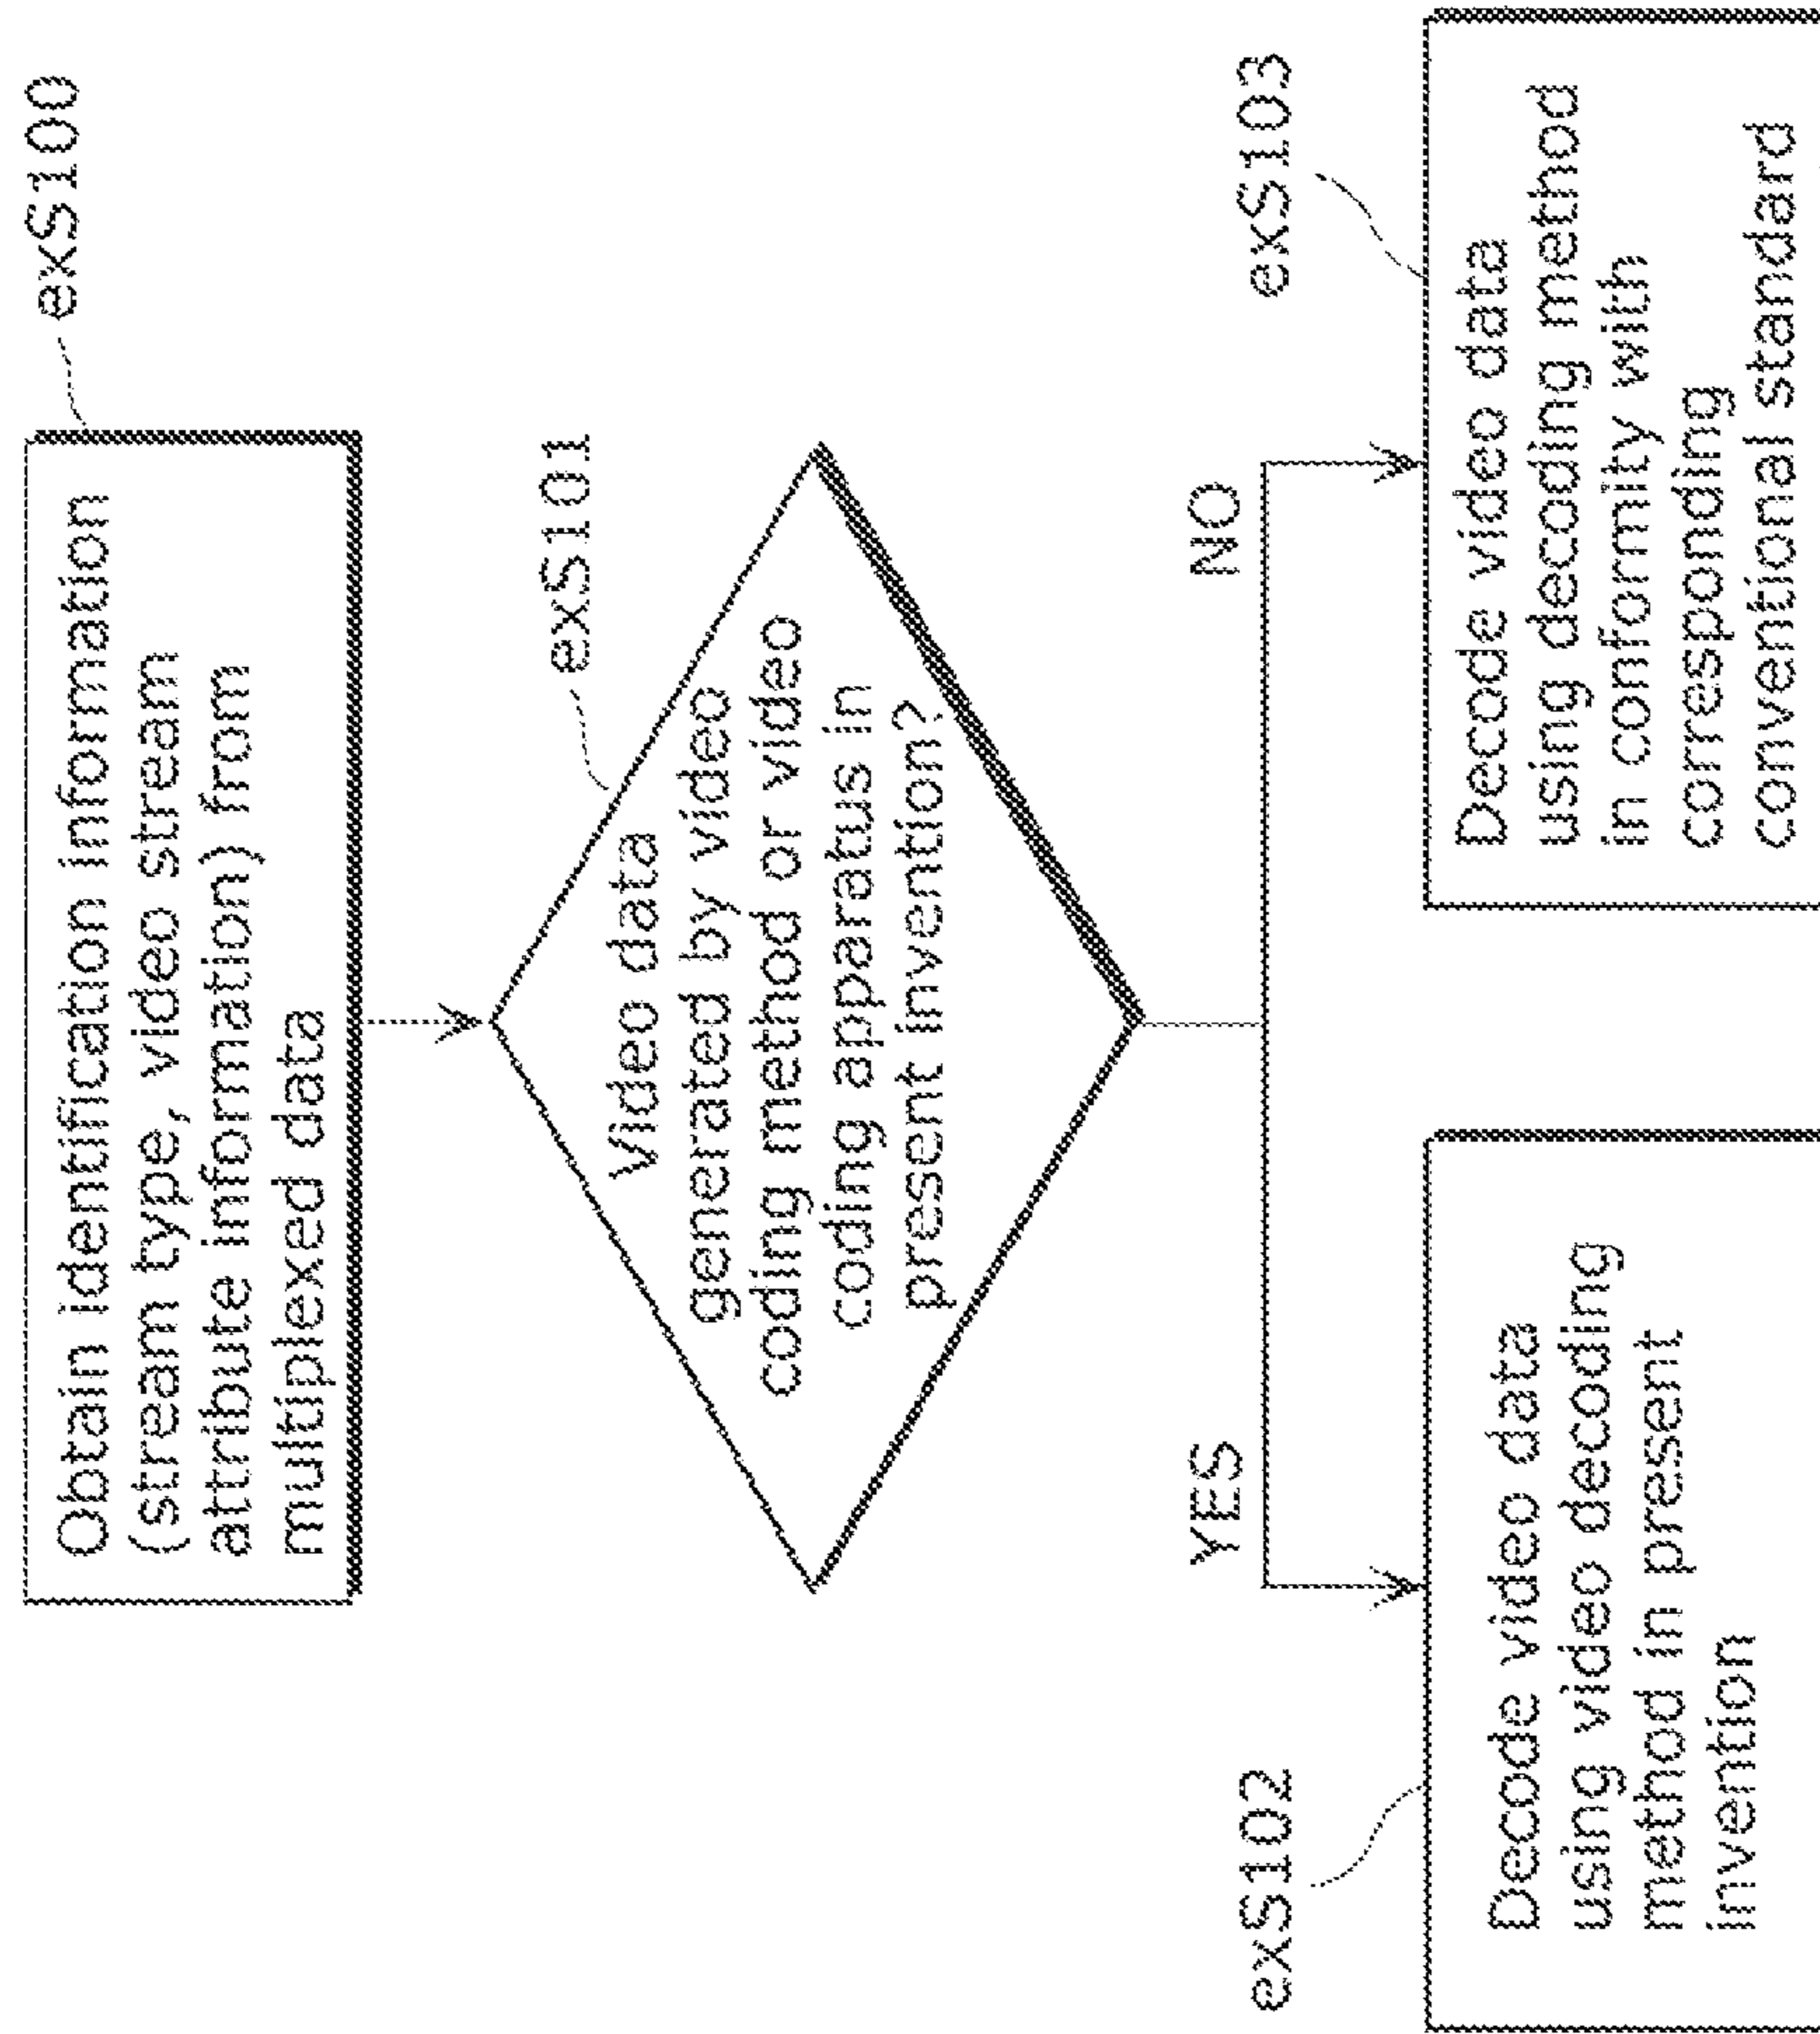 exS100
Obtain identification information
(stream type, video stream
attribute information) from
multiplexed data
exS101
Video data
generated by video
coding method or video
coding apparatus in
present invention?
YES
NO
exS102
Decode video data
using video decoding
method in present
invention
exS103
Decode video data
using decoding method
in conformity with
corresponding
conventional standard